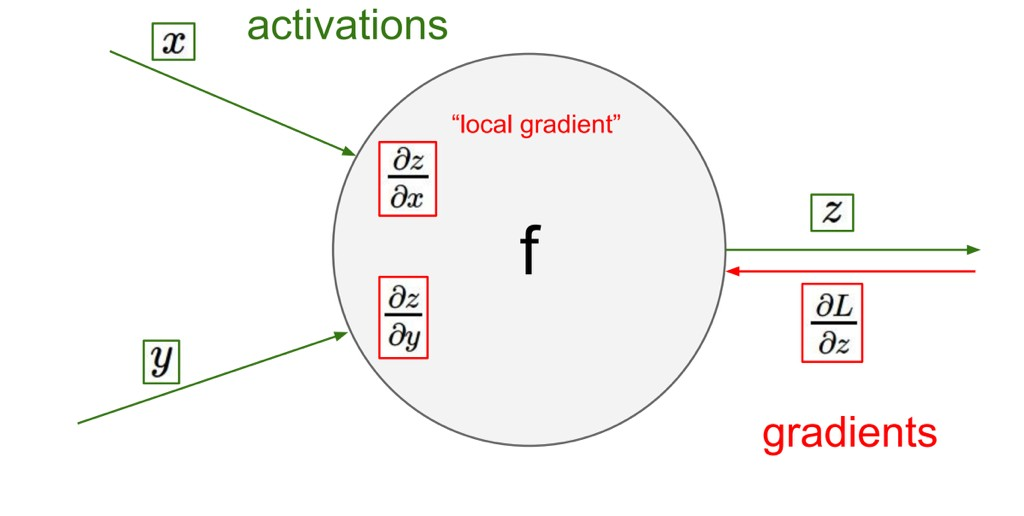 activations
x
“local gradient”
∂z
∂x
f
z
∂z
∂y
∂L
∂z
y
gradients